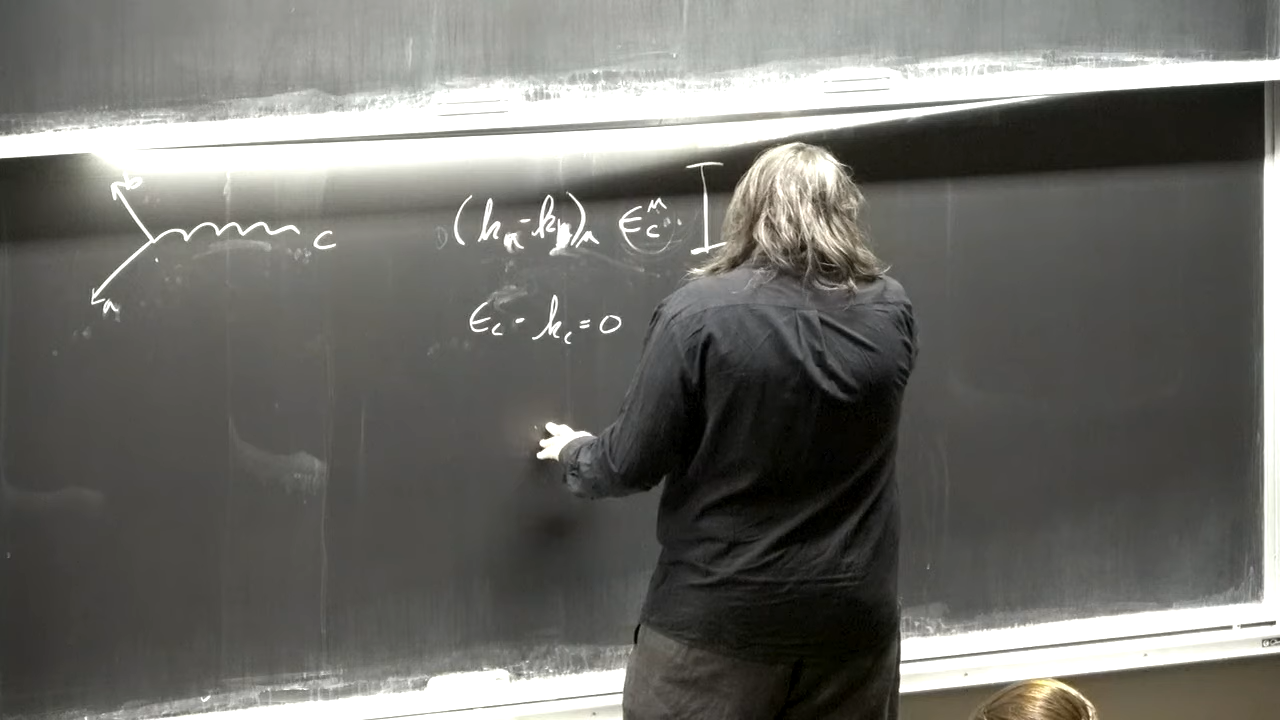 b
a
c
(k_a - k_b)_μ ϵ_c^μ · I
ϵ_c · k_c = 0